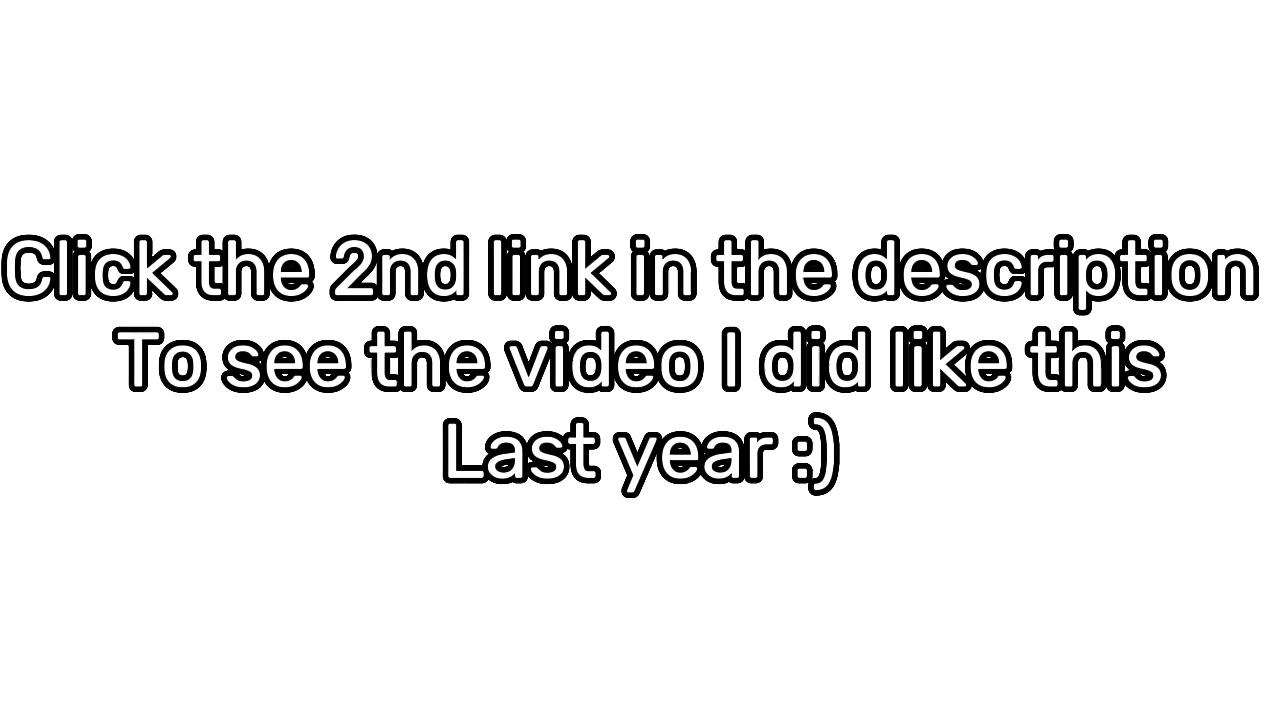 Click the 2nd link in the description
To see the video I did like this
Last year :)